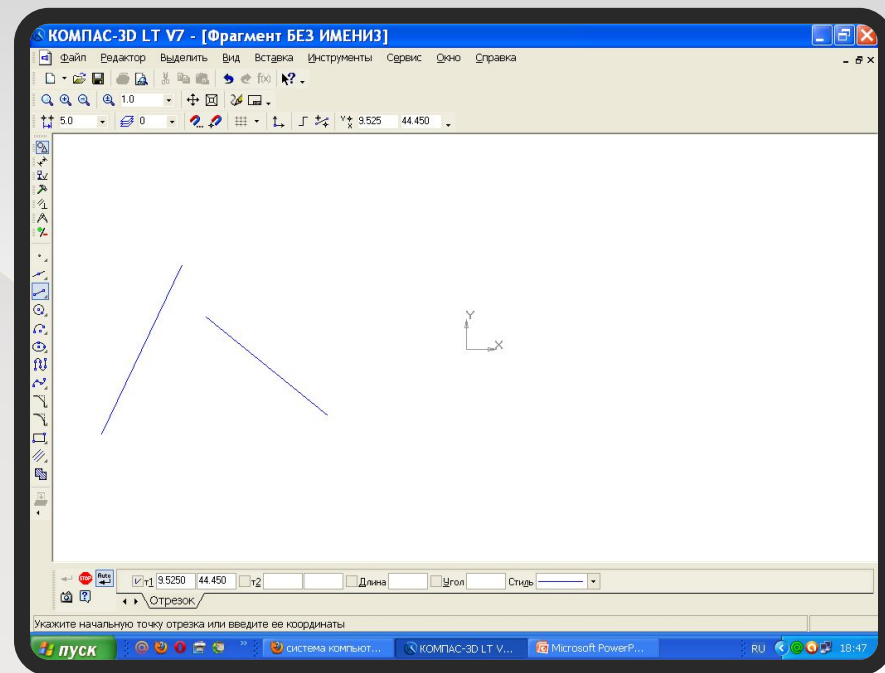 КОМПАС-3D LT V7 - [Фрагмент БЕЗ ИМЕНИ3]
Файл Редактор Выделить Вид Вставка Инструменты Сервис Окно Справка
f(x)
1.0
5.0 0 9.525 44.450
Y
X
STOP Auto т1 9.5250 44.450 т2 Длина Угол Стиль
Отрезок
Укажите начальную точку отрезка или введите ее координаты
пуск система компьют... КОМПАС-3D LT V... Microsoft PowerP... RU 18:47